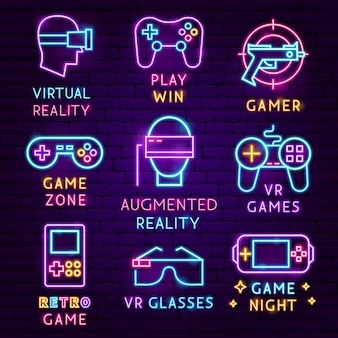 VIRTUAL
REALITY
PLAY
WIN
GAMER
GAME
ZONE
AUGMENTED
REALITY
VR
GAMES
RETRO
GAME
VR GLASSES
GAME
NIGHT